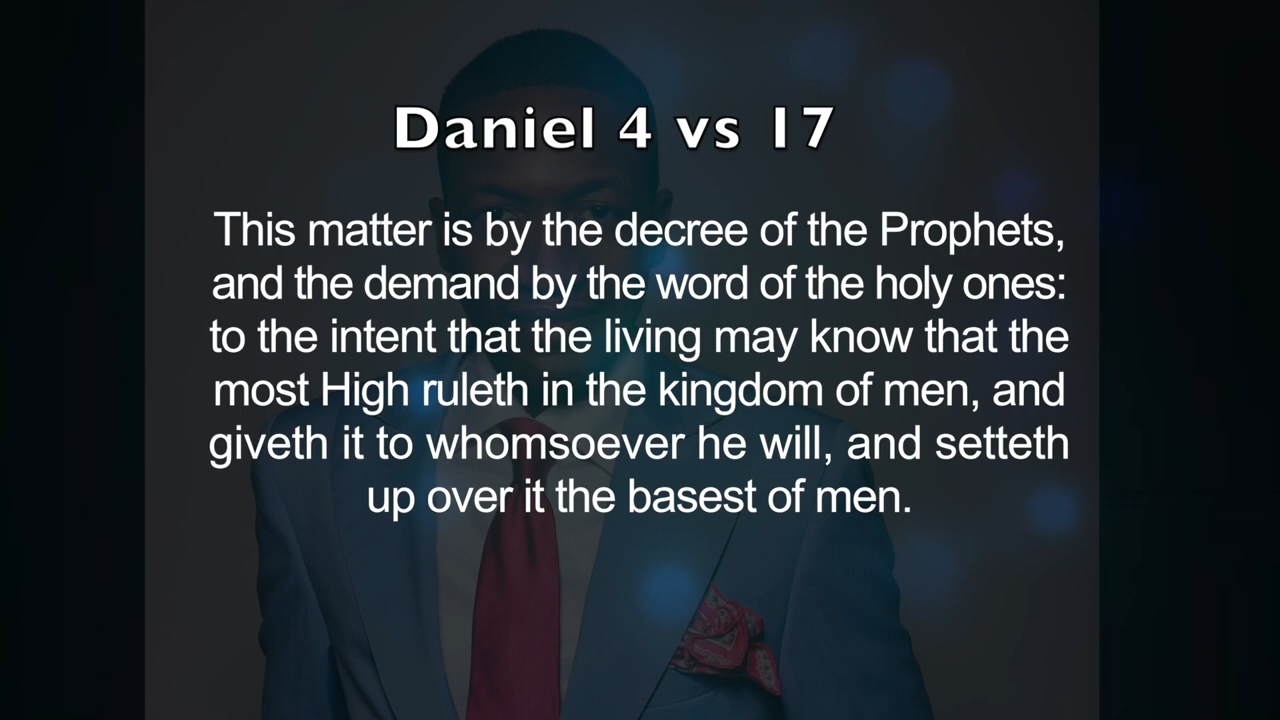 Daniel 4 vs 17
This matter is by the decree of the Prophets,
and the demand by the word of the holy ones:
to the intent that the living may know that the
most High ruleth in the kingdom of men, and
giveth it to whomsoever he will, and setteth
up over it the basest of men.